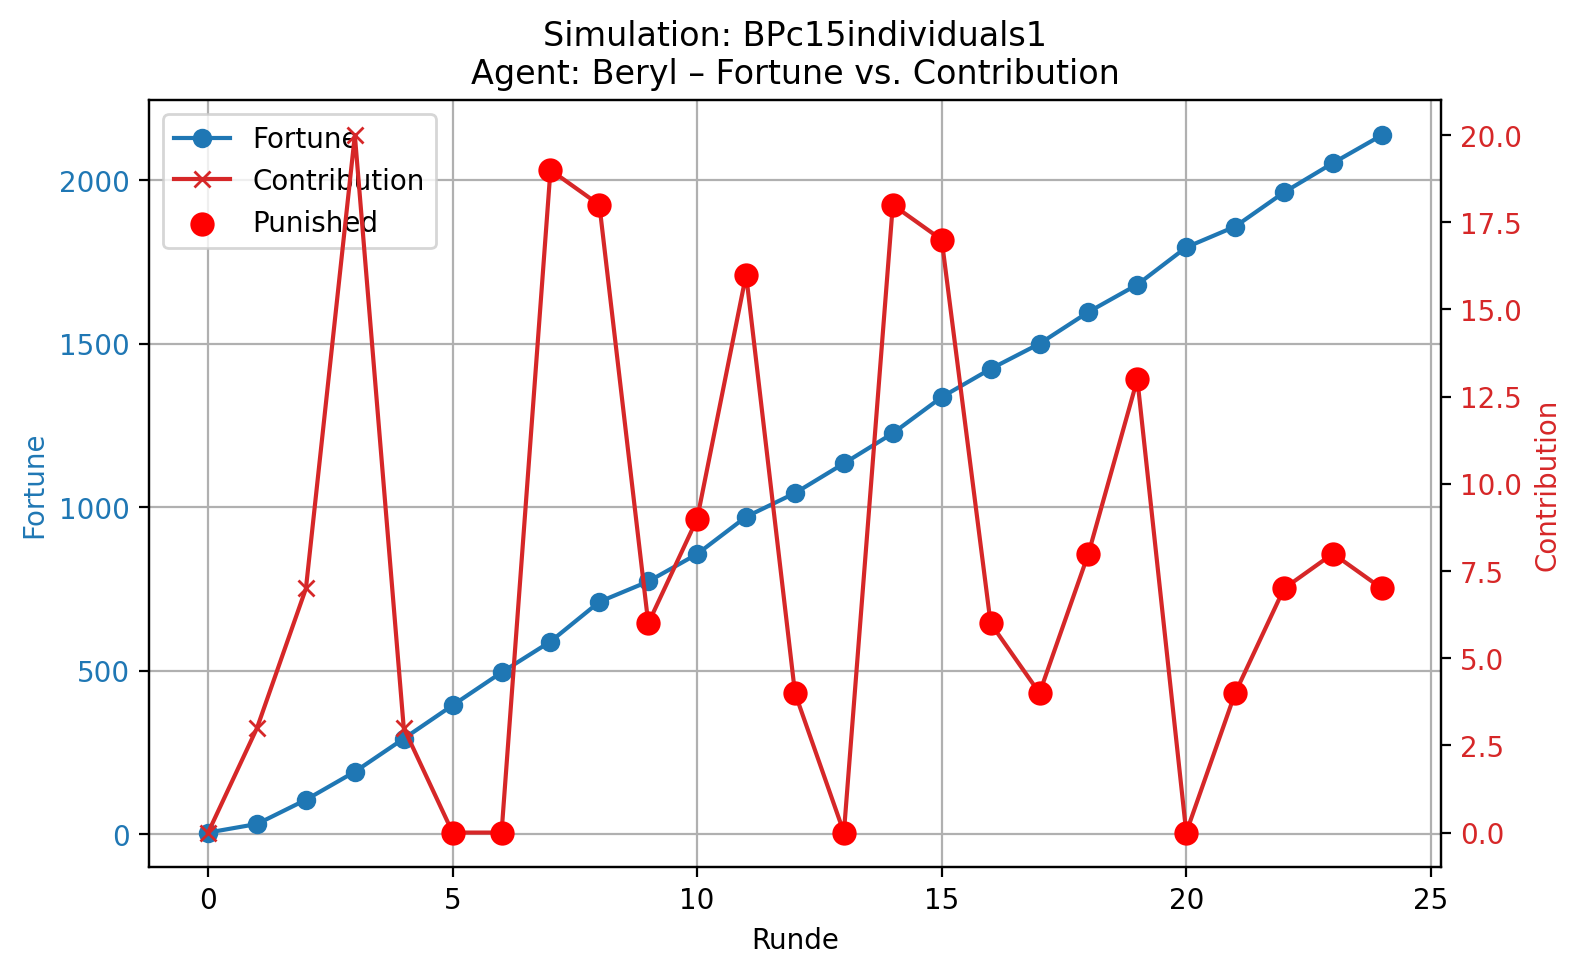 Simulation: BPc15individuals1
Agent: Beryl – Fortune vs. Contribution
Fortune
Contribution
Punished
2000
1500
1000
500
0
Fortune
20.0
17.5
15.0
12.5
10.0
7.5
5.0
2.5
0.0
Contribution
0 5 10 15 20 25
Runde